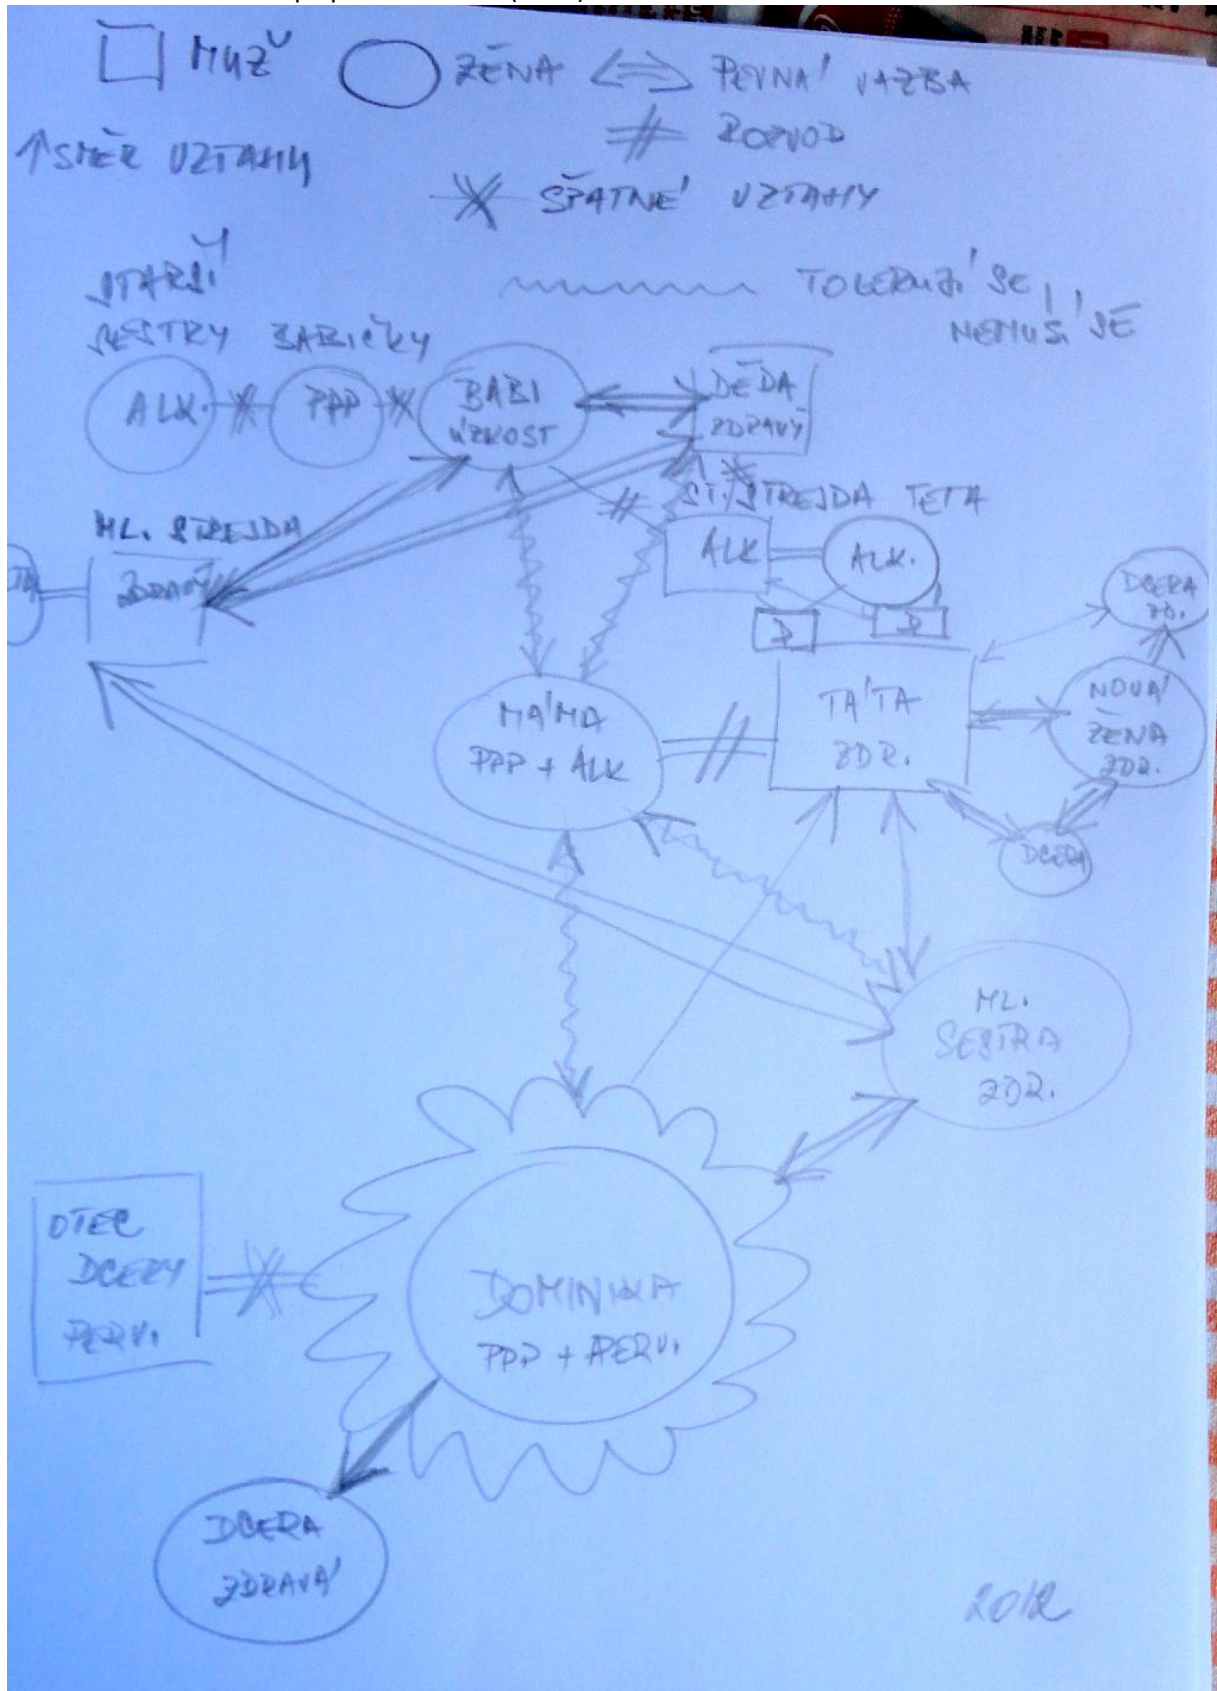 MUŽ
ŽENA
PEVNÁ VAZBA
ROZVOD
SMĚR VZTAHU
ŠPATNÉ VZTAHY
TOLERUJÍ SE,
NEMUSÍ SE
STARŠÍ
SESTRY BABIČKY
ALK.
PPP
BABI
ÚZKOST
DĚDA
ZDRAVÝ
ST. STREJDA TETA
ALK
ALK.
D
D
ML. STREJDA
ZDRAVÝ
DCERA
ZD.
MÁMA
PPP + ALK
TÁTA
ZDR.
NOVÁ
ŽENA
ZDR.
DCERA
ML.
SESTRA
ZDR.
OTEC
DCERY
PERV.
DOMINIKA
PPP + PERV.
DCERA
ZDRAVÁ
2012